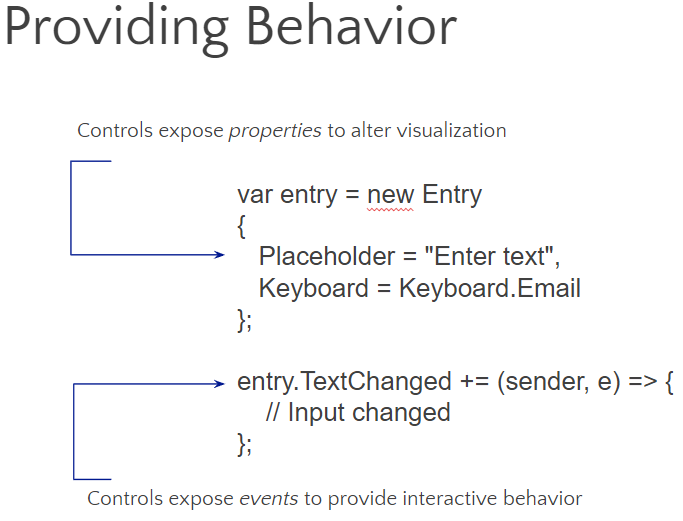 Providing Behavior
Controls expose properties to alter visualization
var entry = new Entry
{
Placeholder = "Enter text",
Keyboard = Keyboard.Email
};
entry.TextChanged += (sender, e) => {
// Input changed
};
Controls expose events to provide interactive behavior